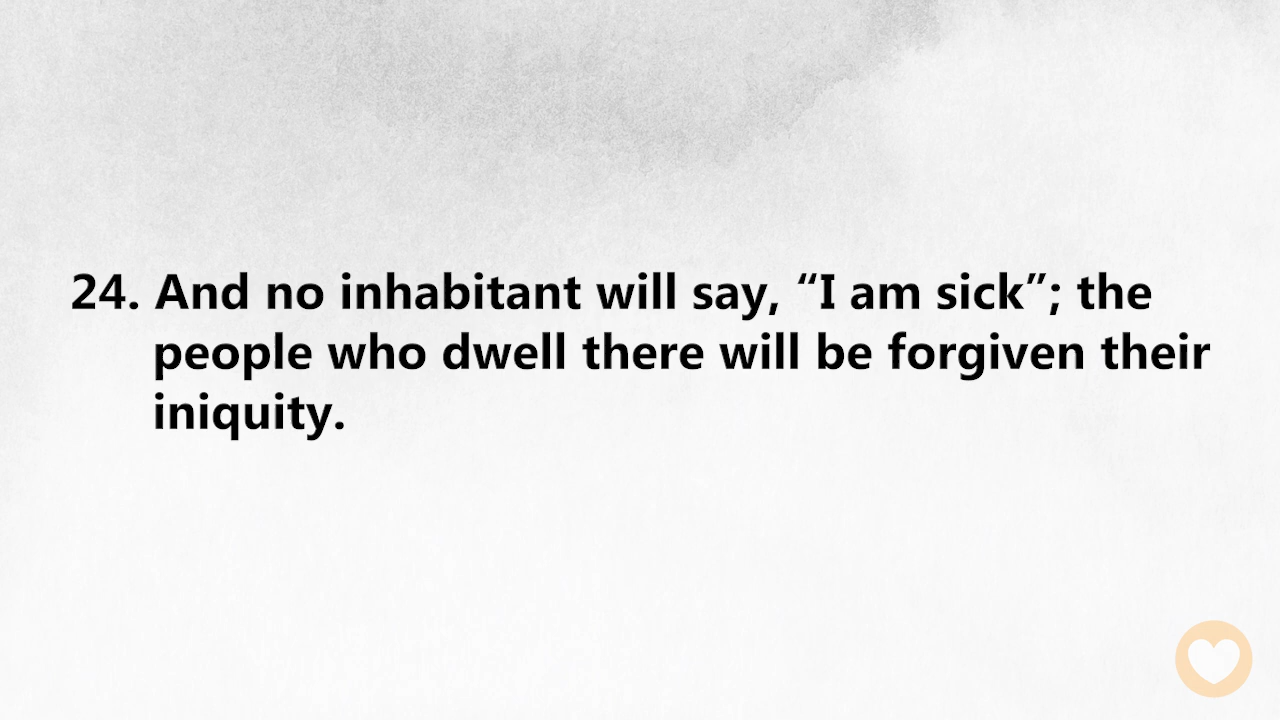 24. And no inhabitant will say, “I am sick”; the
people who dwell there will be forgiven their
iniquity.